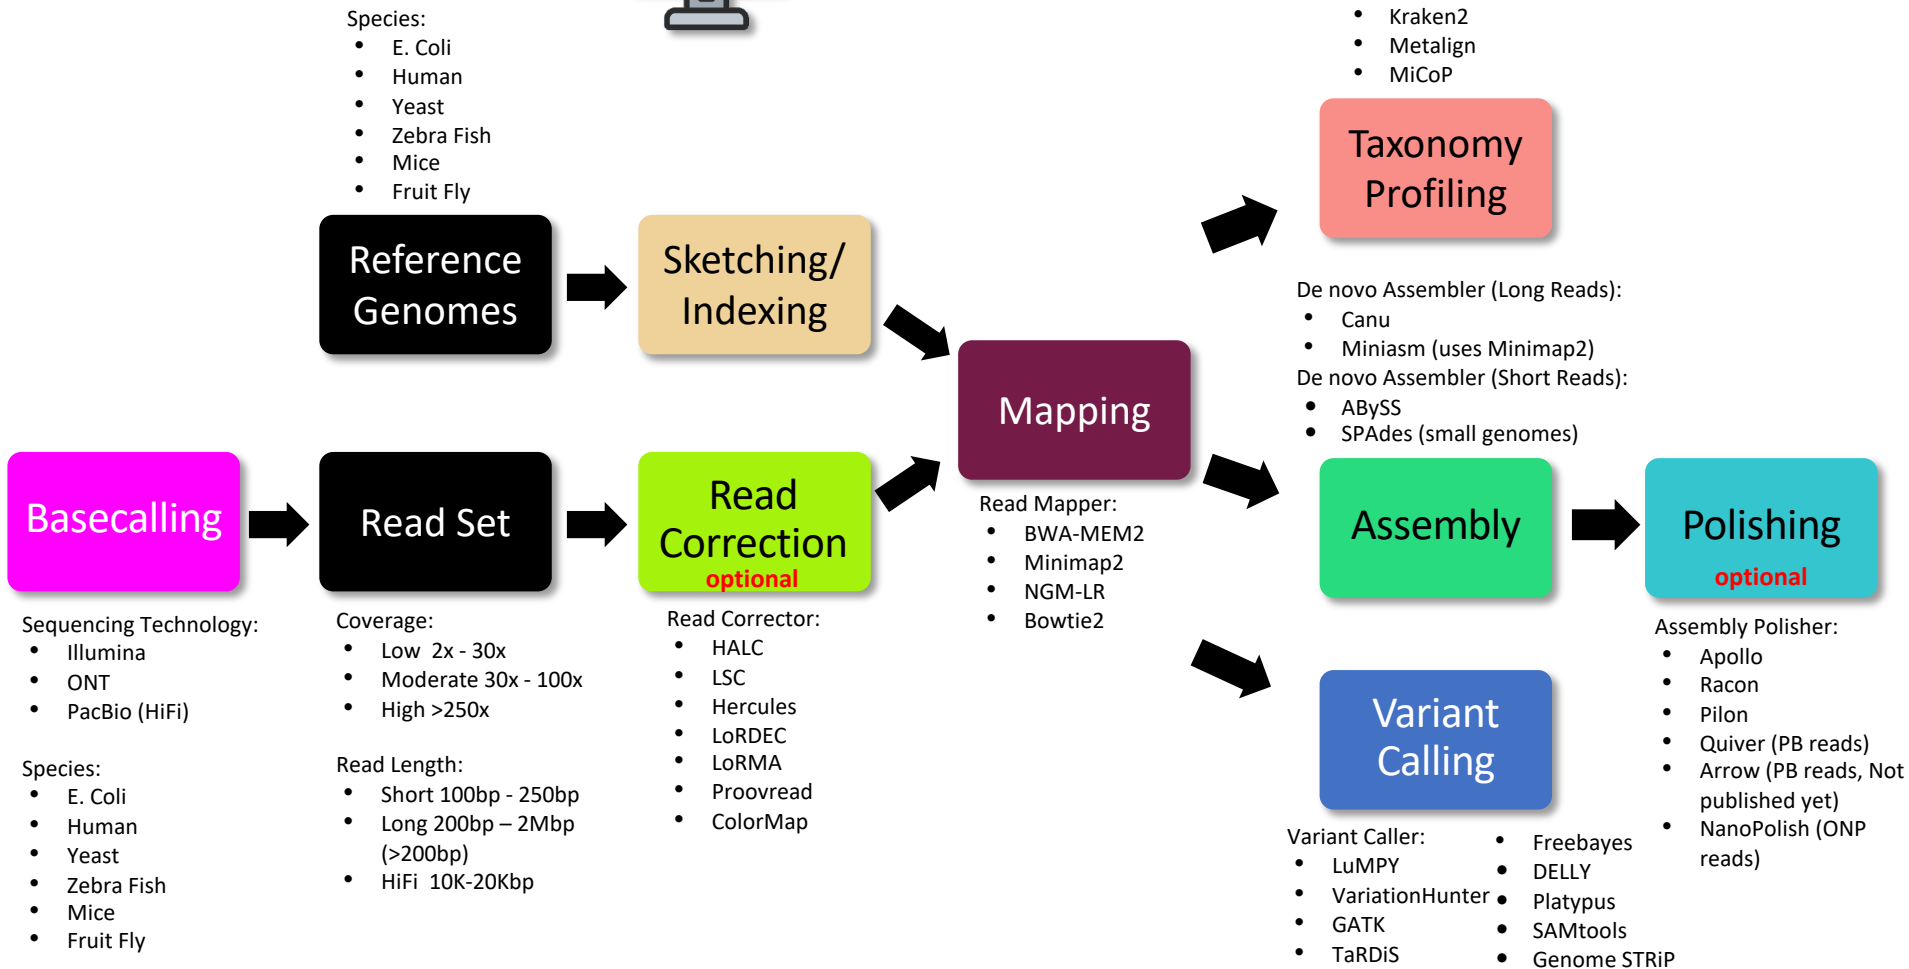 Species:
• E. Coli
• Human
• Yeast
• Zebra Fish
• Mice
• Fruit Fly
Reference
Genomes
Sketching/
Indexing
• Kraken2
• Metalign
• MiCoP
Taxonomy
Profiling
Basecalling
Sequencing Technology:
• Illumina
• ONT
• PacBio (HiFi)
Species:
• E. Coli
• Human
• Yeast
• Zebra Fish
• Mice
• Fruit Fly
Read Set
Coverage:
• Low  2x - 30x
• Moderate 30x - 100x
• High >250x
Read Length:
• Short 100bp - 250bp
• Long 200bp – 2Mbp
(>200bp)
• HiFi  10K-20Kbp
Read
Correction
optional
Read Corrector:
• HALC
• LSC
• Hercules
• LoRDEC
• LoRMA
• Proovread
• ColorMap
Mapping
Read Mapper:
• BWA-MEM2
• Minimap2
• NGM-LR
• Bowtie2
De novo Assembler (Long Reads):
• Canu
• Miniasm (uses Minimap2)
De novo Assembler (Short Reads):
• ABySS
• SPAdes (small genomes)
Assembly
Polishing
optional
Assembly Polisher:
• Apollo
• Racon
• Pilon
• Quiver (PB reads)
• Arrow (PB reads, Not
published yet)
• NanoPolish (ONP
reads)
Variant
Calling
Variant Caller:
• LuMPY
• VariationHunter
• GATK
• TaRDiS
• Freebayes
• DELLY
• Platypus
• SAMtools
• Genome STRiP